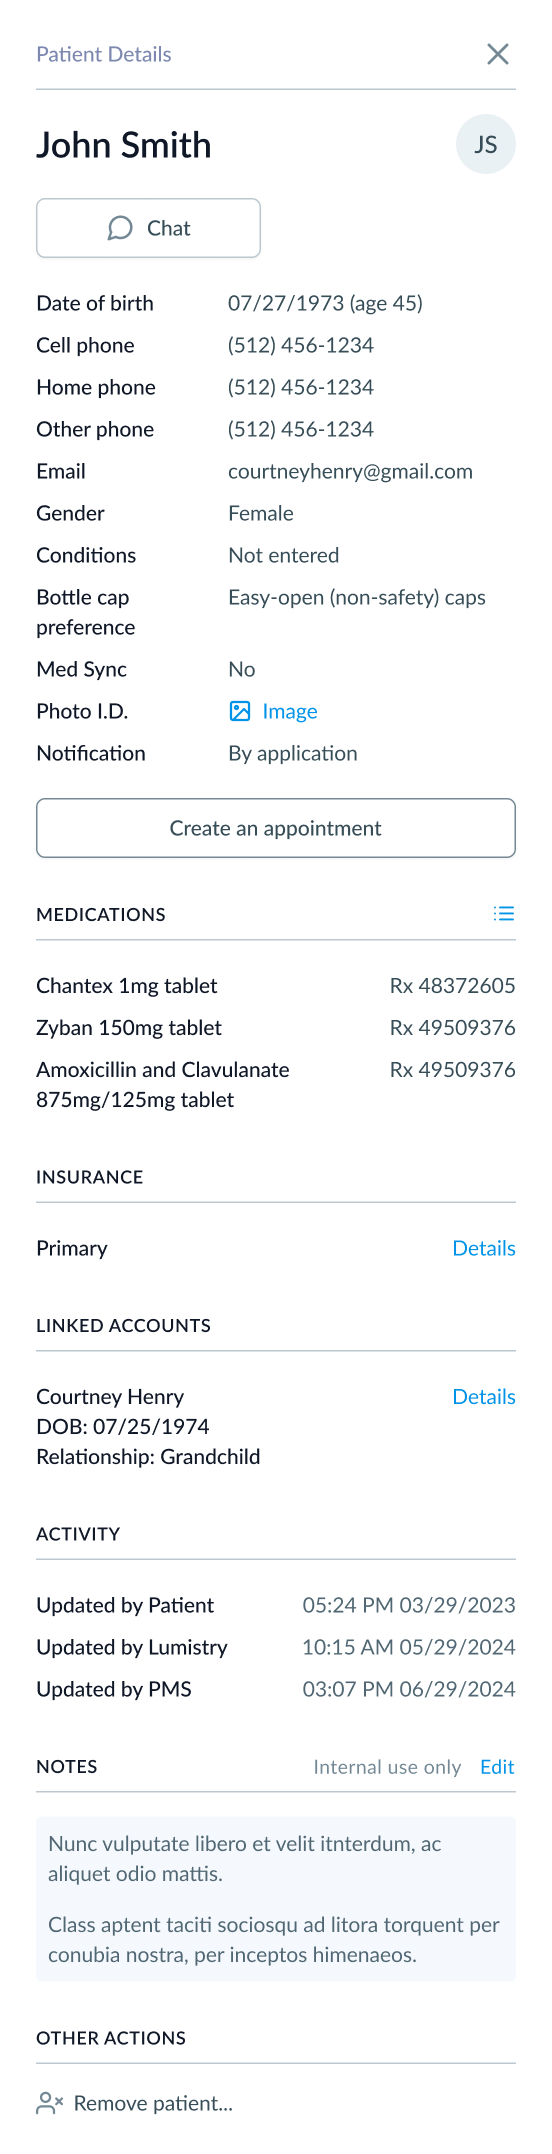 Patient Details
John Smith
JS
Chat
Date of birth 07/27/1973 (age 45)
Cell phone (512) 456-1234
Home phone (512) 456-1234
Other phone (512) 456-1234
Email courtneyhenry@gmail.com
Gender Female
Conditions Not entered
Bottle cap Easy-open (non-safety) caps
preference
Med Sync No
Photo I.D. Image
Notification By application
Create an appointment
MEDICATIONS
Chantex 1mg tablet Rx 48372605
Zyban 150mg tablet Rx 49509376
Amoxicillin and Clavulanate Rx 49509376
875mg/125mg tablet
INSURANCE
Primary Details
LINKED ACCOUNTS
Courtney Henry Details
DOB: 07/25/1974
Relationship: Grandchild
ACTIVITY
Updated by Patient 05:24 PM 03/29/2023
Updated by Lumistry 10:15 AM 05/29/2024
Updated by PMS 03:07 PM 06/29/2024
NOTES Internal use only Edit
Nunc vulputate libero et velit itnterdum, ac
aliquet odio mattis.
Class aptent taciti sociosqu ad litora torquent per
conubia nostra, per inceptos himenaeos.
OTHER ACTIONS
Remove patient...